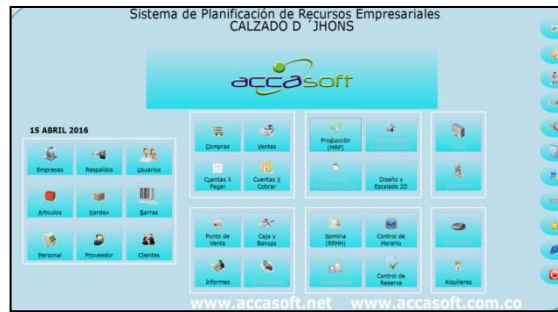 Sistema de Planificación de Recursos Empresariales
CALZADO D ´JHONS
accasoft
15 ABRIL 2016
Empresas
Respaldos
Usuarios
Articulos
Kardex
Barras
Personal
Proveedor
Clientes
Compras
Ventas
Cuentas X
Pagar
Cuentas X
Cobrar
Producción
(MRP)
Diseño y
Escalado 2D
Punto de
Venta
Caja y
Bancos
Informes
Nomina
(RRHH)
Control de
Horario
Control de
Reserva
Alquileres
www.accasoft.net www.accasoft.com.co